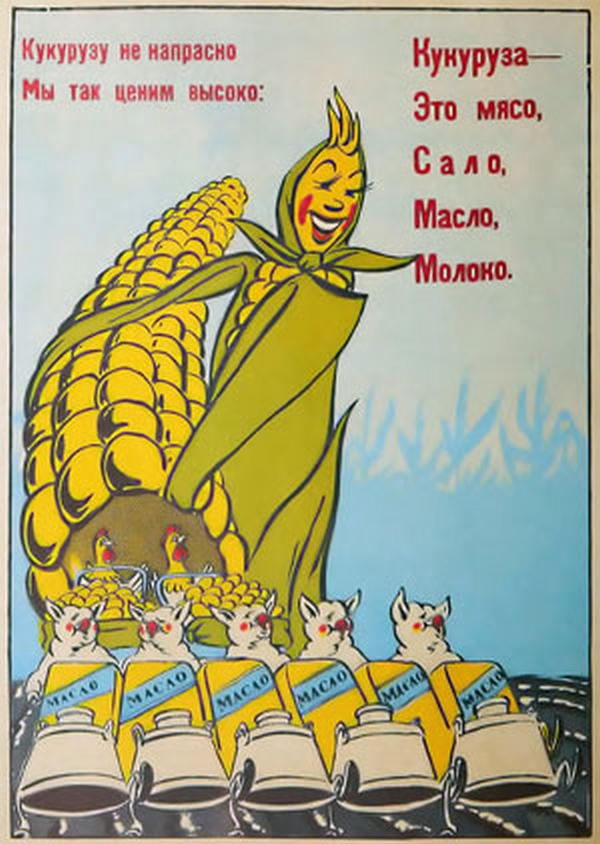 Кукурузу не напрасно
Мы так ценим высоко:
Кукуруза—
Это мясо,
Сало,
Масло,
Молоко.
МАСЛО
МАСЛО
МАСЛО
МАСЛО
МАСЛО
МАСЛО